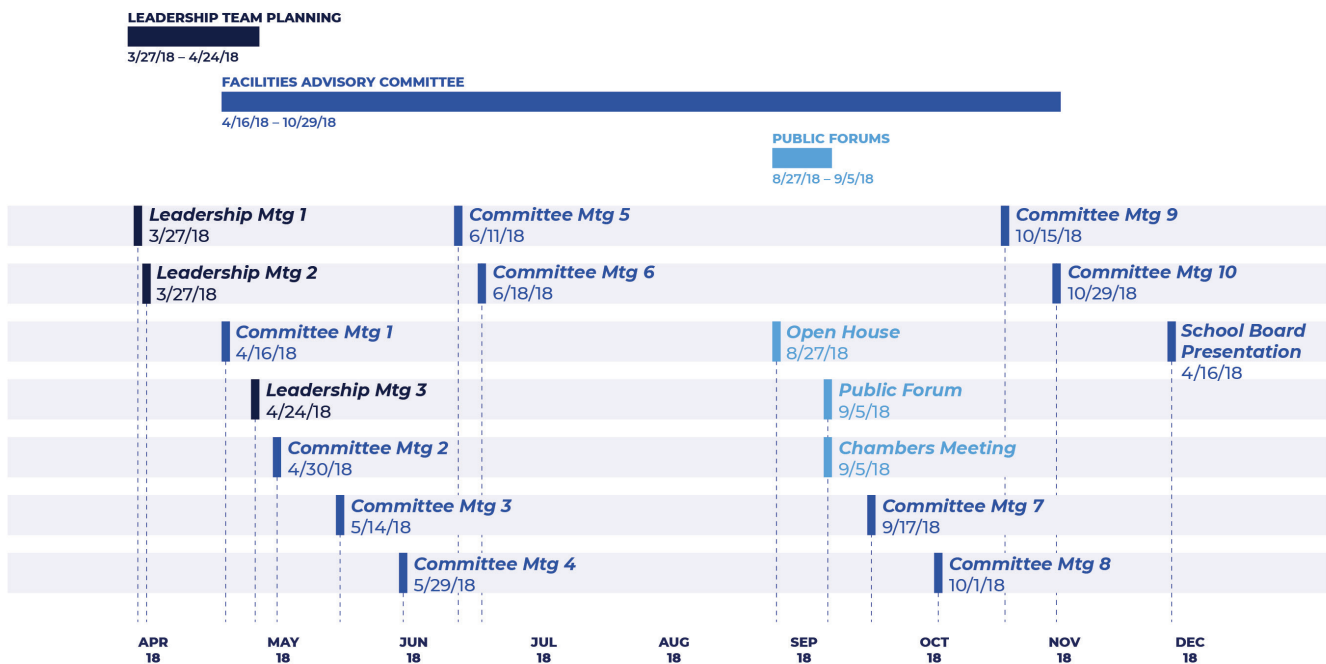 LEADERSHIP TEAM PLANNING
3/27/18 – 4/24/18
FACILITIES ADVISORY COMMITTEE
4/16/18 – 10/29/18
PUBLIC FORUMS
8/27/18 – 9/5/18
Leadership Mtg 1
3/27/18
Committee Mtg 5
6/11/18
Committee Mtg 9
10/15/18
Leadership Mtg 2
3/27/18
Committee Mtg 6
6/18/18
Committee Mtg 10
10/29/18
Committee Mtg 1
4/16/18
Open House
8/27/18
School Board
Presentation
4/16/18
Leadership Mtg 3
4/24/18
Public Forum
9/5/18
Committee Mtg 2
4/30/18
Chambers Meeting
9/5/18
Committee Mtg 3
5/14/18
Committee Mtg 7
9/17/18
Committee Mtg 4
5/29/18
Committee Mtg 8
10/1/18
APR
18
MAY
18
JUN
18
JUL
18
AUG
18
SEP
18
OCT
18
NOV
18
DEC
18